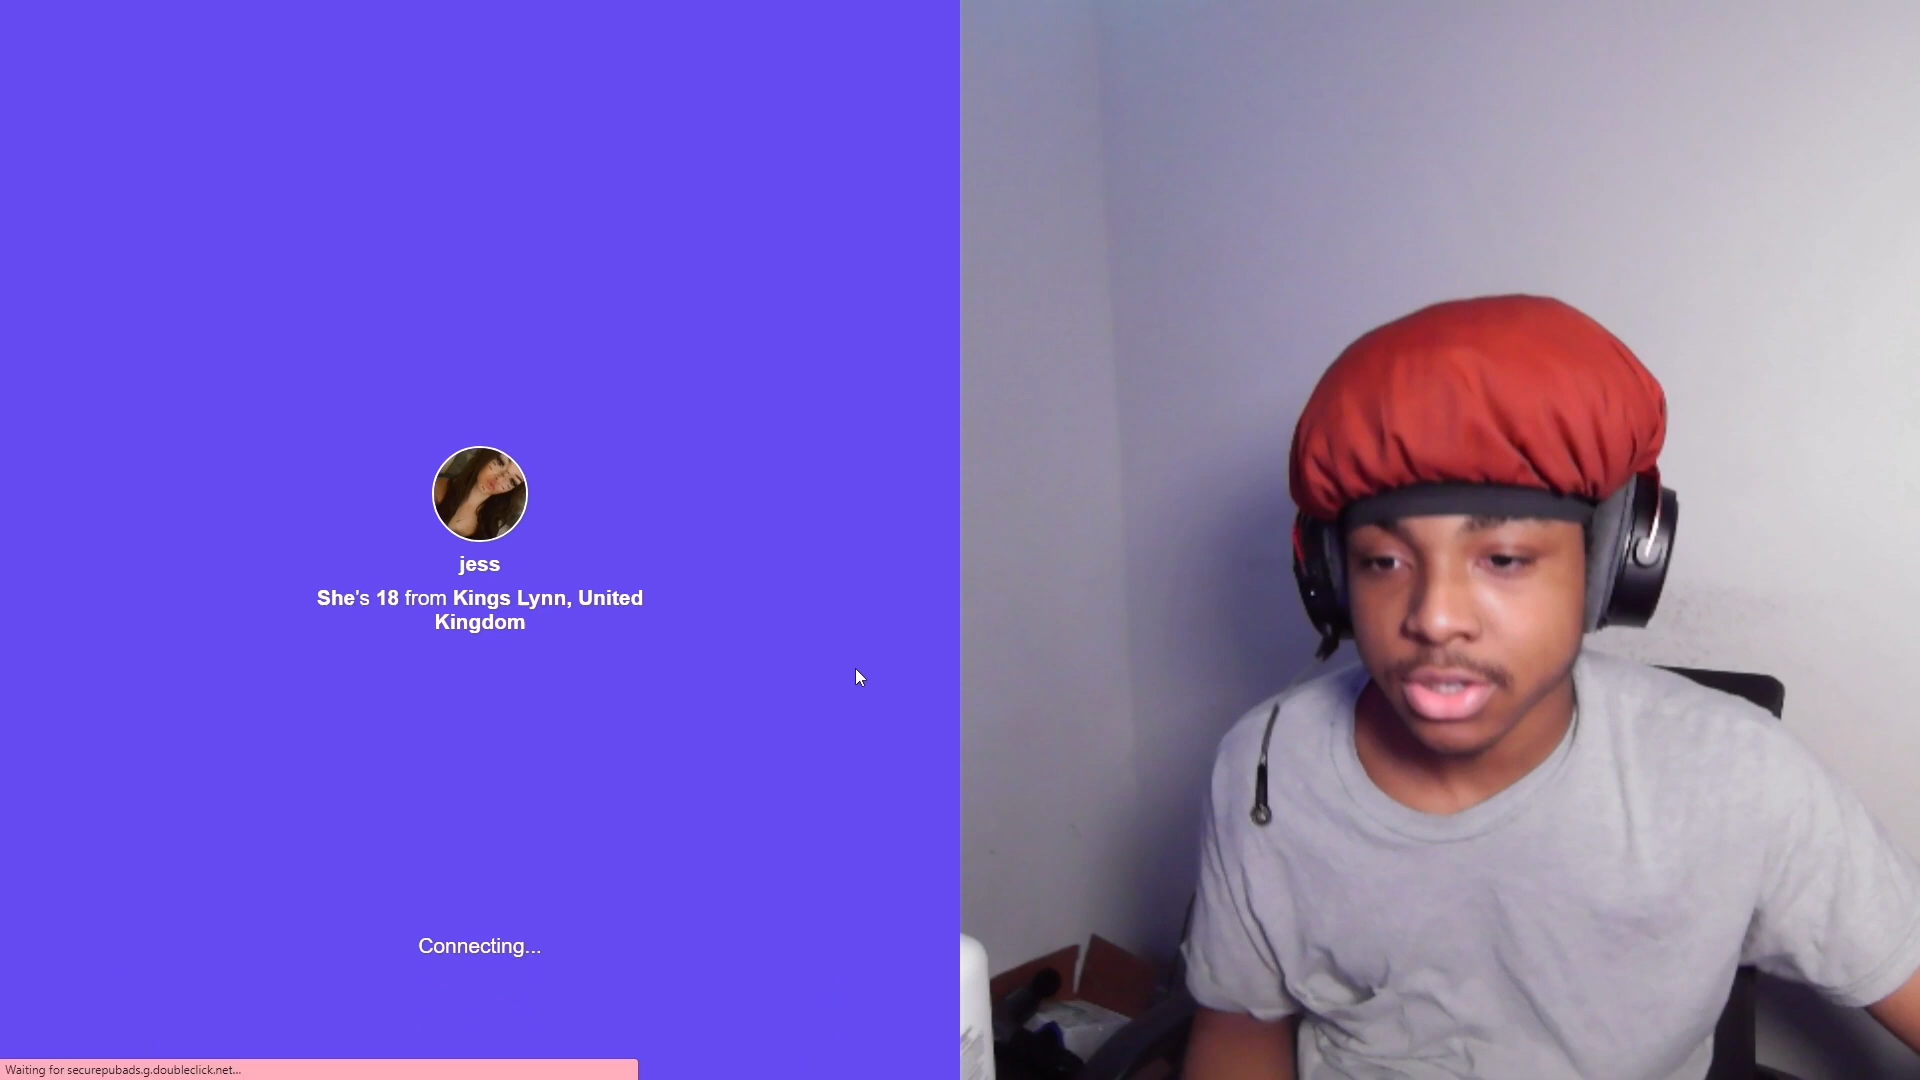 jess
She's 18 from Kings Lynn, United
Kingdom
Connecting...
Waiting for securepubads.g.doubleclick.net...